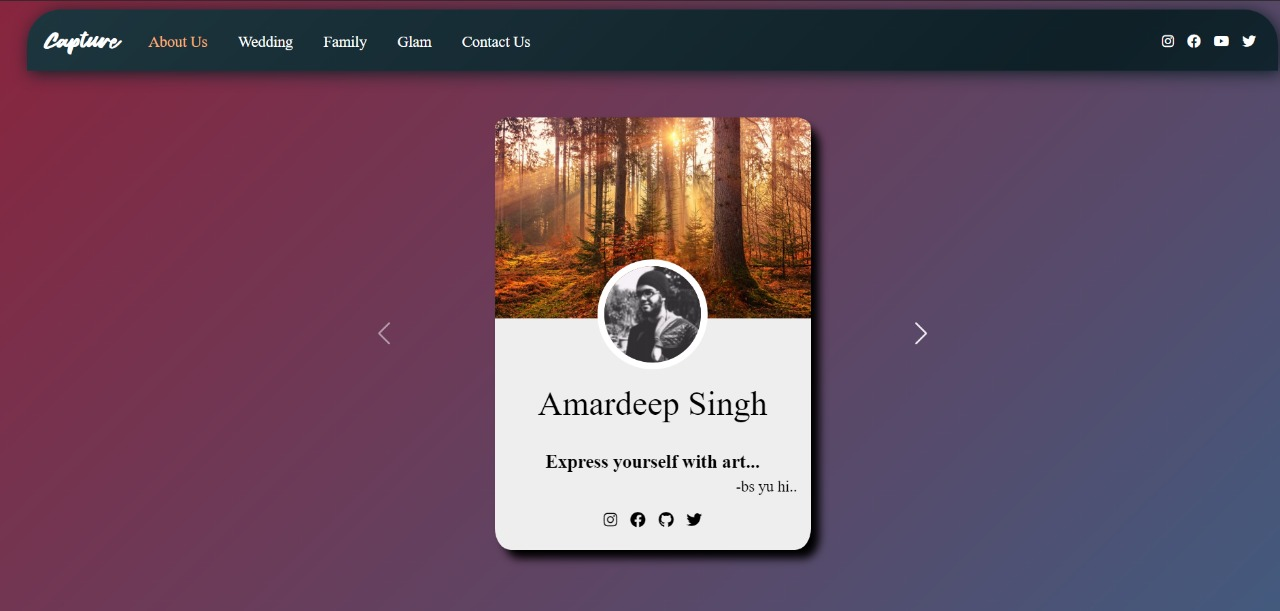 Capture About Us Wedding Family Glam Contact Us
Amardeep Singh
Express yourself with art...
-bs yu hi..